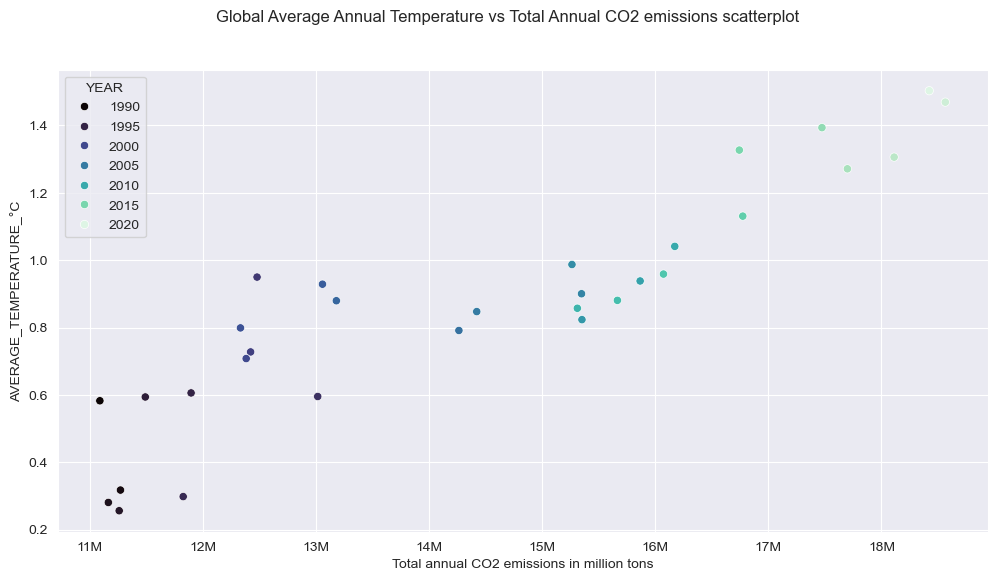 Global Average Annual Temperature vs Total Annual CO2 emissions scatterplot
YEAR
1990
1995
2000
2005
2010
2015
2020
AVERAGE_TEMPERATURE_°C
1.4
1.2
1.0
0.8
0.6
0.4
0.2
11M 12M 13M 14M 15M 16M 17M 18M
Total annual CO2 emissions in million tons